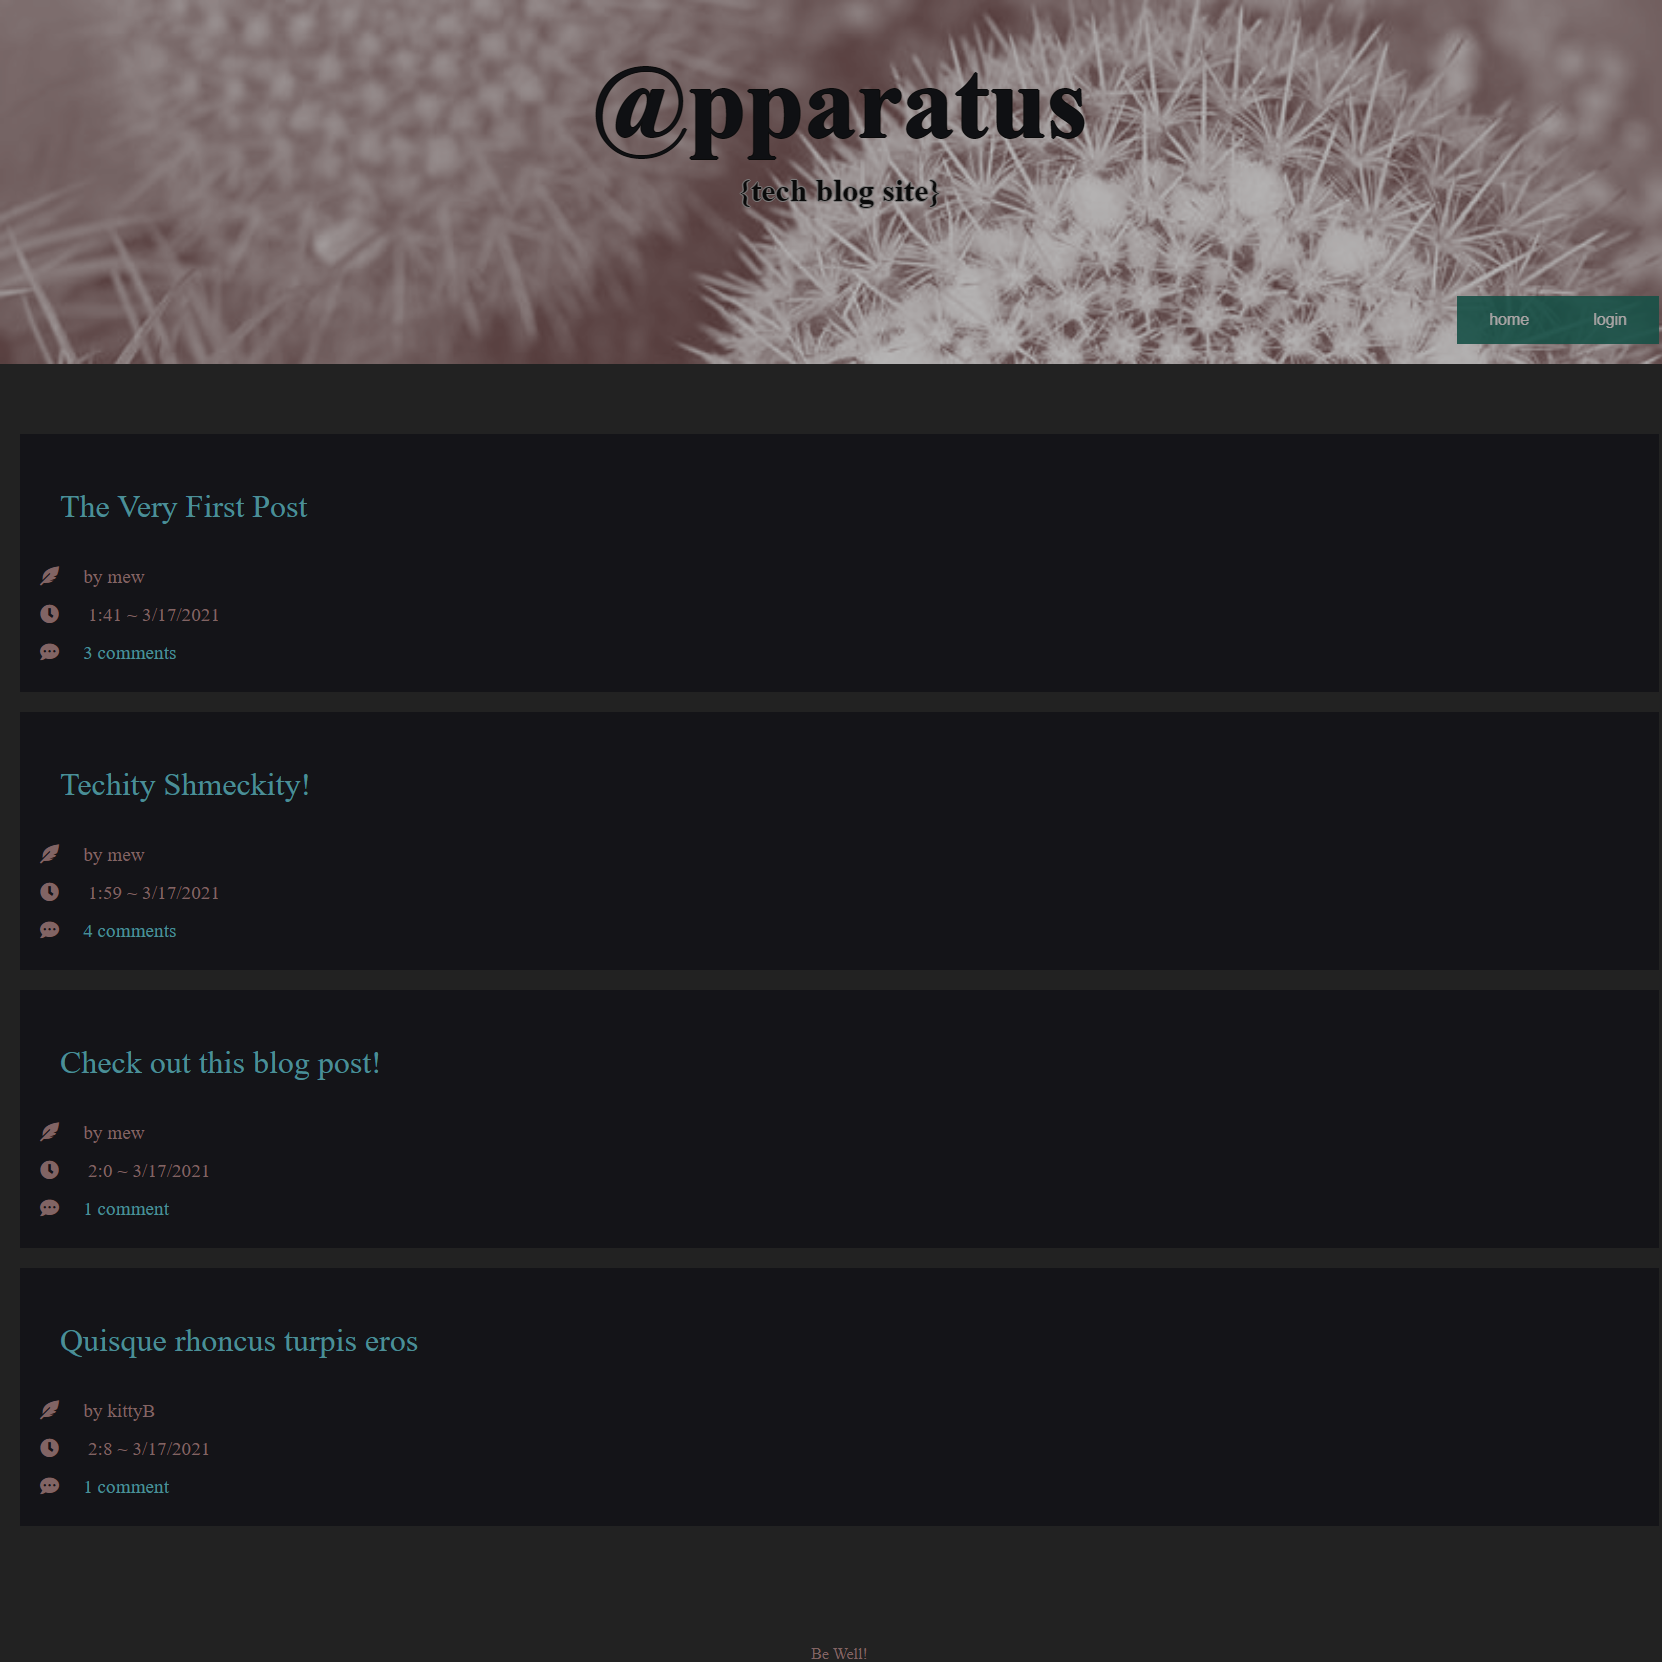 @pparatus
{tech blog site}
home
login
The Very First Post
by mew
1:41 ~ 3/17/2021
3 comments
Techity Shmeckity!
by mew
1:59 ~ 3/17/2021
4 comments
Check out this blog post!
by mew
2:0 ~ 3/17/2021
1 comment
Quisque rhoncus turpis eros
by kittyB
2:8 ~ 3/17/2021
1 comment
Be Well!